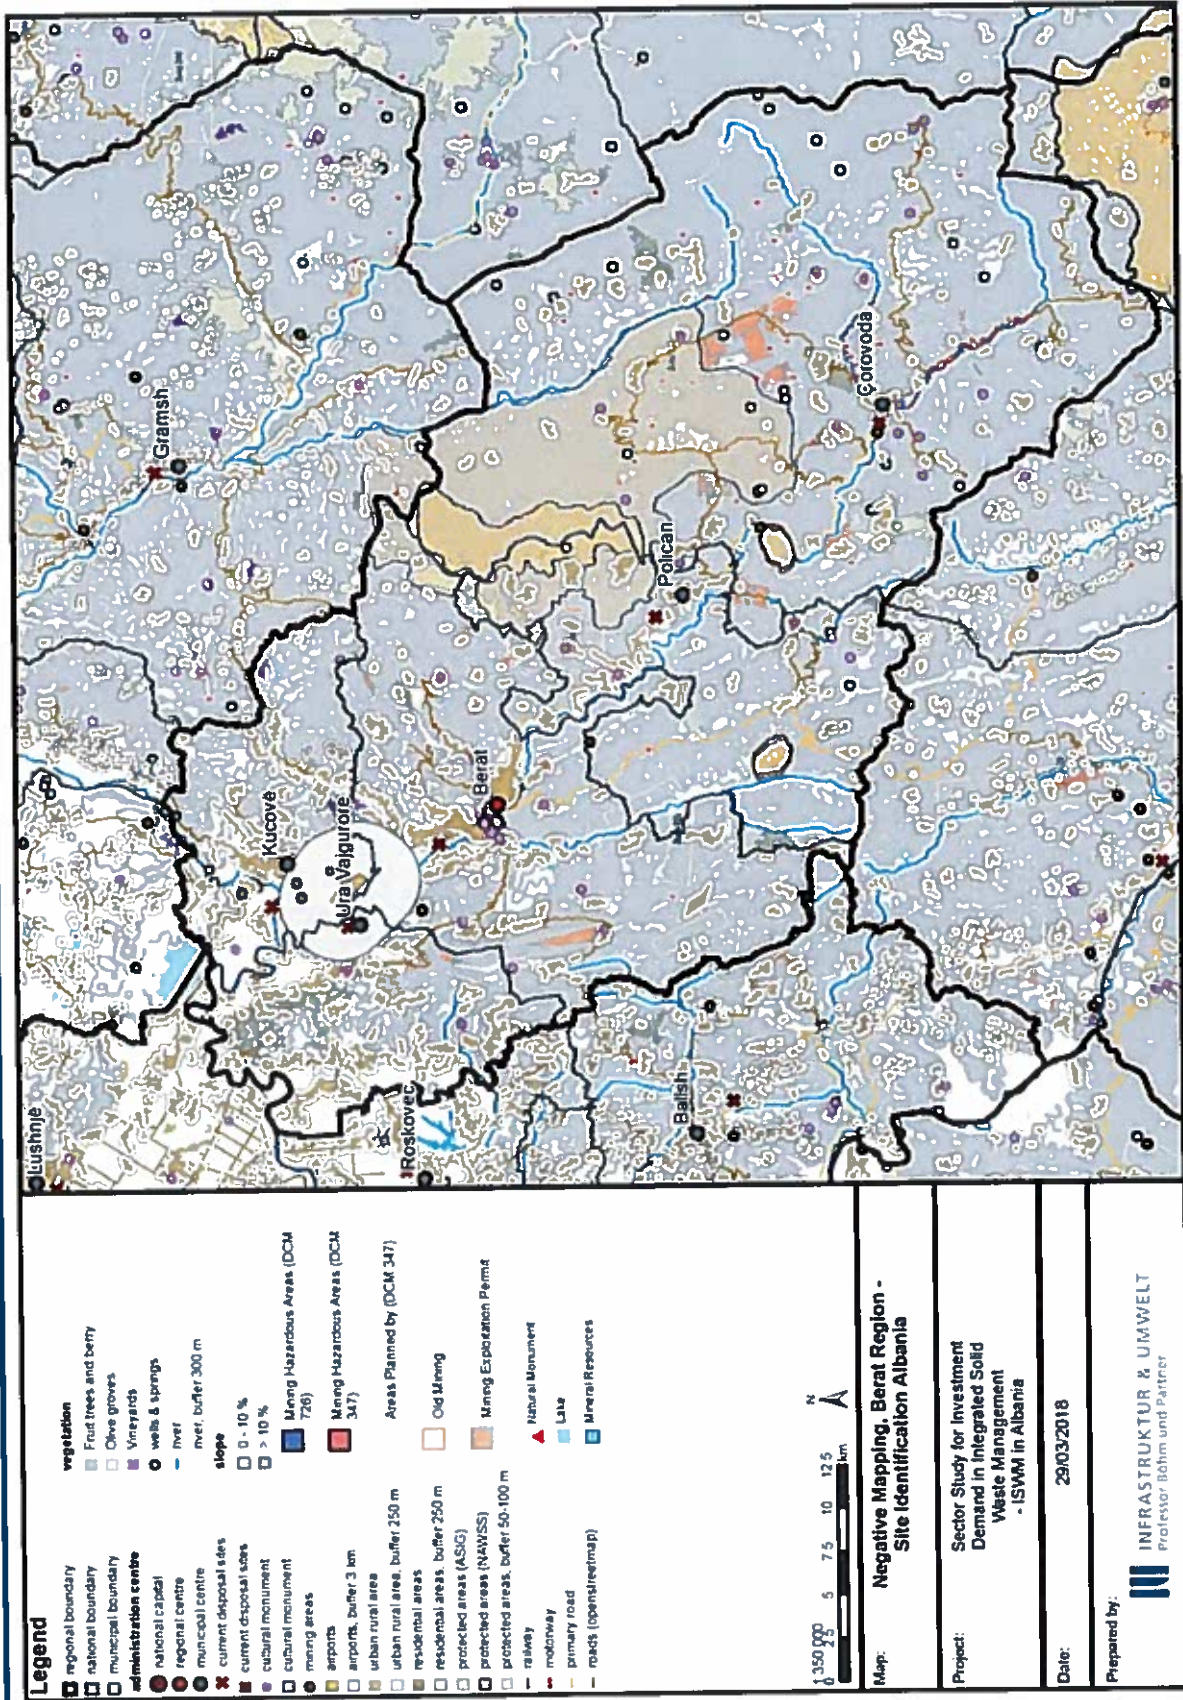 Legend
regional boundary
national boundary
municipal boundary
administration centre
national capital
regional centre
municipal centre
current disposal sites
current disposal sites
cultural monument
cultural monument
mining areas
airports
airports, buffer 3 km
urban rural area
urban rural area, buffer 250 m
residential areas
residential areas, buffer 250 m
protected areas (ASIG)
protected areas (NAWSS)
protected areas, buffer 50-100 m
railway
motorway
primary road
roads (openstreetmap)
vegetation
Fruit trees and berry
Olive groves
Vineyards
wells & springs
river
river, buffer 300 m
slope
0 - 10 %
> 10 %
Mining Hazardous Areas (DCM
726)
Mining Hazardous Areas (DCM
347)
Areas Planned by (DCM 347)
Old Mining
Mining Exploitation Permit
Natural Monument
Lake
Mineral Resources
1:350 000
0 2.5 5 7.5 10 12.5
km
N
Map: Negative Mapping, Berat Region -
Site Identification Albania
Project: Sector Study for Investment
Demand in Integrated Solid
Waste Management
- ISWM in Albania
Date: 29/03/2018
Prepared by:
INFRASTRUKTUR & UMWELT
Professor Böhm und Partner
Lushnje
Gramsh
Kucovë
Ura Vajgurore
Berat
Roskovec
Poliçan
Çorovoda
Ballsh